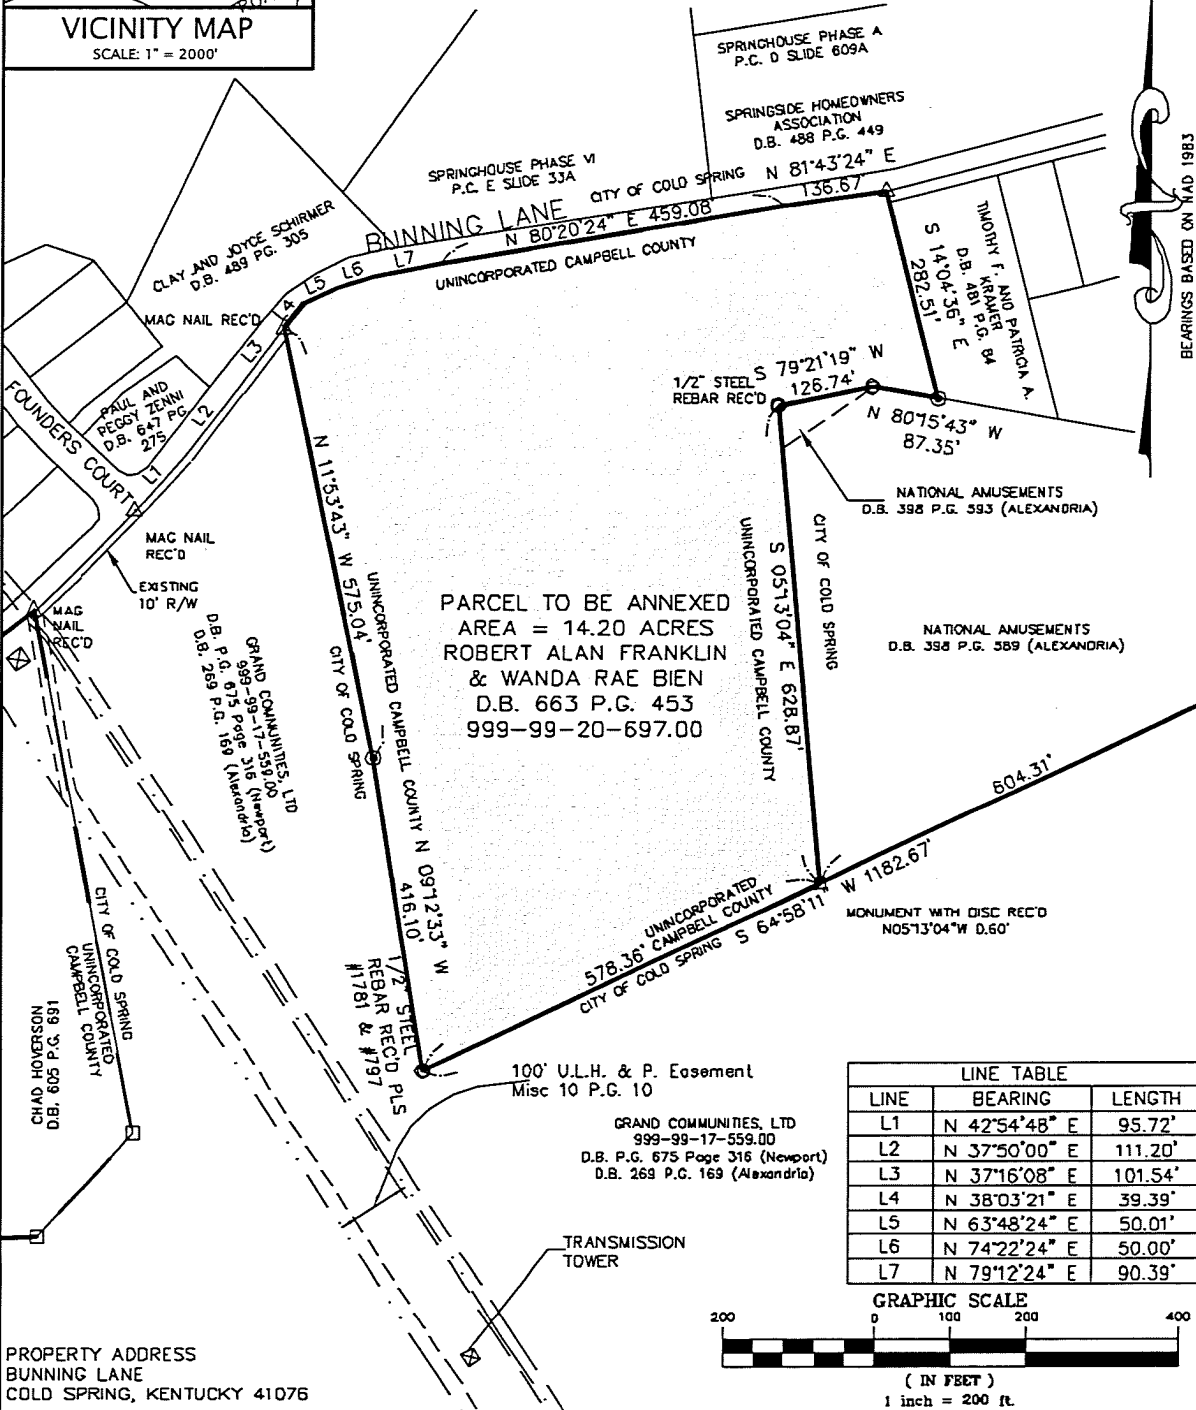 VICINITY MAP
SCALE: 1" = 2000'
SPRINGHOUSE PHASE A
P.C. D SLIDE 609A
SPRINGSIDE HOMEOWNERS
ASSOCIATION
D.B. 488 P.G. 449
SPRINGHOUSE PHASE VI
P.C. E SLIDE 33A
CITY OF COLD SPRING
N 81°43'24" E
136.67'
BUNNING LANE
N 80°20'24" E 459.08'
UNINCORPORATED CAMPBELL COUNTY
CLAY AND JOYCE SCHIRMER
D.B. 489 PG. 305
MAG NAIL REC'D
L3
4
L5
L6
L7
BEARINGS BASED ON NAD 1983
TIMOTHY F. AND PATRICIA A.
KRAMER
D.B. 481 P.G. 84
S 14°04'36" E
282.51'
S 79°21'19" W
126.74'
1/2" STEEL
REBAR REC'D
N 80°15'43" W
87.35'
NATIONAL AMUSEMENTS
D.B. 398 P.G. 593 (ALEXANDRIA)
FOUNDERS COURT
PAUL AND
PEGGY ZENNI
D.B. 647 PG.
275
L2
L1
MAG NAIL
REC'D
EXISTING
10' R/W
MAG
NAIL
REC'D
N 11°53'43" W 575.04'
UNINCORPORATED CAMPBELL COUNTY
CITY OF COLD SPRING
PARCEL TO BE ANNEXED
AREA = 14.20 ACRES
ROBERT ALAN FRANKLIN
& WANDA RAE BIEN
D.B. 663 P.G. 453
999-99-20-697.00
UNINCORPORATED CAMPBELL COUNTY
S 05°13'04" E 628.87'
CITY OF COLD SPRING
NATIONAL AMUSEMENTS
D.B. 398 P.G. 589 (ALEXANDRIA)
GRAND COMMUNITIES, LTD
999-99-17-559.00
D.B. P.G. 675 Page 316 (Newport)
D.B. 269 P.G. 169 (Alexandria)
N 09°12'33" W
416.10'
604.31'
S 64°58'11" W 1182.67'
UNINCORPORATED
CAMPBELL COUNTY
578.36'
CITY OF COLD SPRING
MONUMENT WITH DISC REC'D
N05°13'04"W 0.60'
1/2" STEEL
REBAR REC'D PLS
#1781 & #797
CITY OF COLD SPRING
UNINCORPORATED
CAMPBELL COUNTY
CHAD HOVERSON
D.B. 605 P.G. 691
100' U.L.H. & P. Easement
Misc 10 P.G. 10
GRAND COMMUNITIES, LTD
999-99-17-559.00
D.B. P.G. 675 Page 316 (Newport)
D.B. 269 P.G. 169 (Alexandria)
TRANSMISSION
TOWER
LINE TABLE
LINE BEARING LENGTH
L1 N 42°54'48" E 95.72'
L2 N 37°50'00" E 111.20'
L3 N 37°16'08" E 101.54'
L4 N 38°03'21" E 39.39'
L5 N 63°48'24" E 50.01'
L6 N 74°22'24" E 50.00'
L7 N 79°12'24" E 90.39'
GRAPHIC SCALE
200 0 100 200 400
( IN FEET )
1 inch = 200 ft.
PROPERTY ADDRESS
BUNNING LANE
COLD SPRING, KENTUCKY 41076